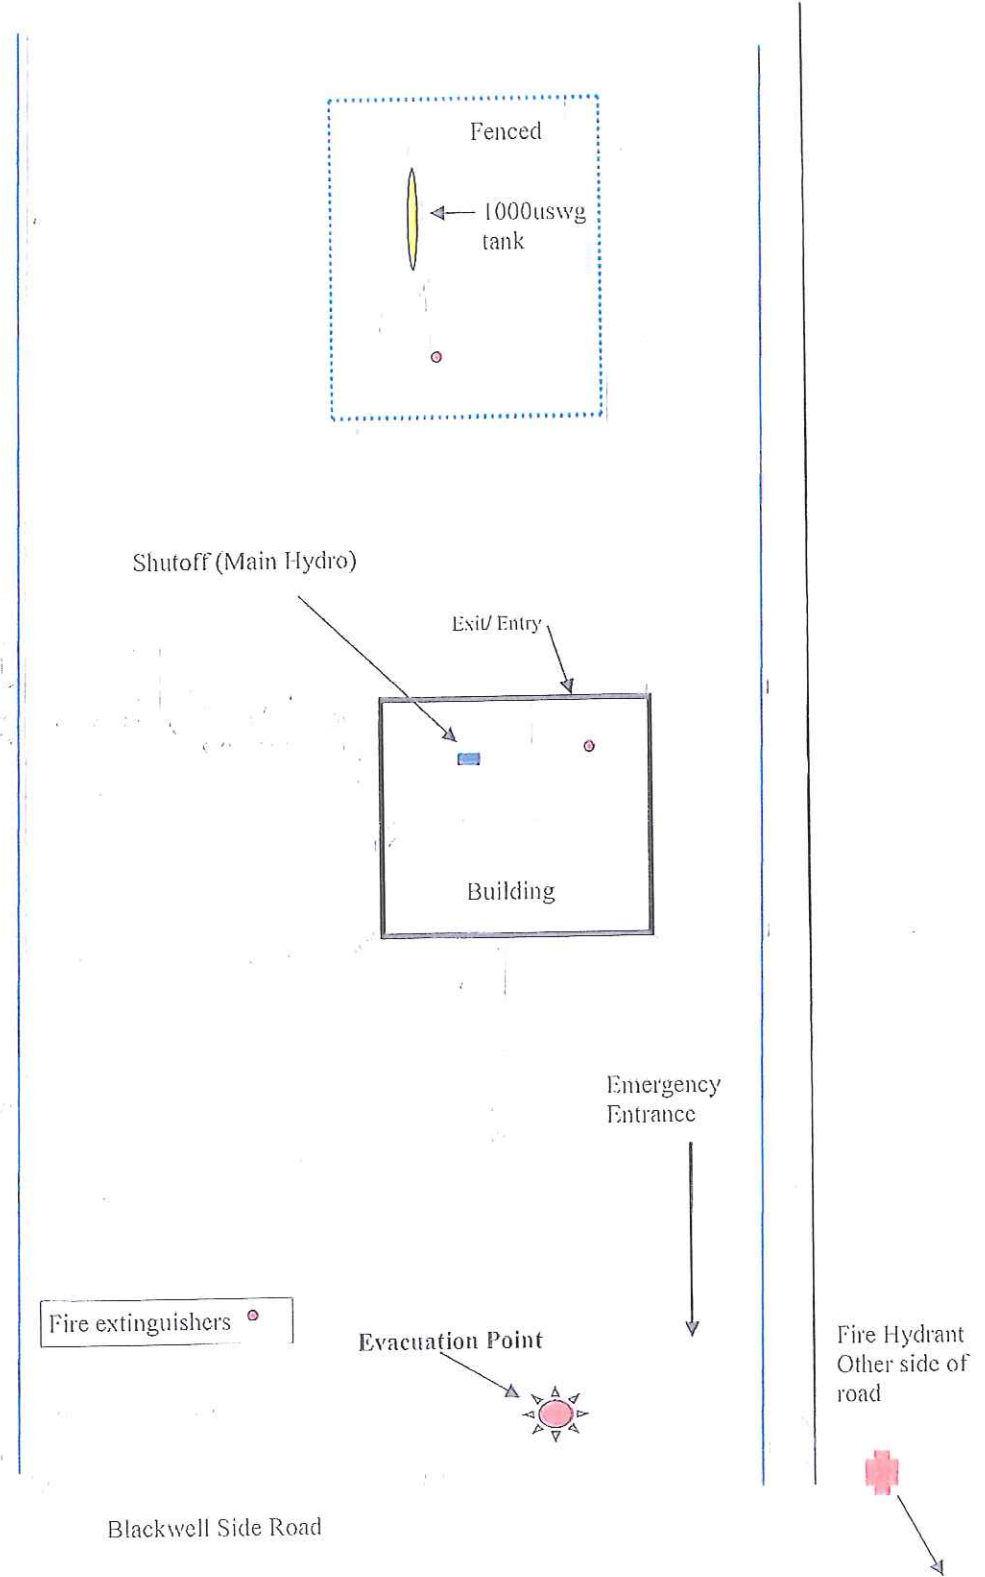 Fenced
1000uswg
tank
Shutoff (Main Hydro)
Exit/ Entry
Building
Emergency
Entrance
Fire extinguishers
Evacuation Point
Fire Hydrant
Other side of
road
Blackwell Side Road